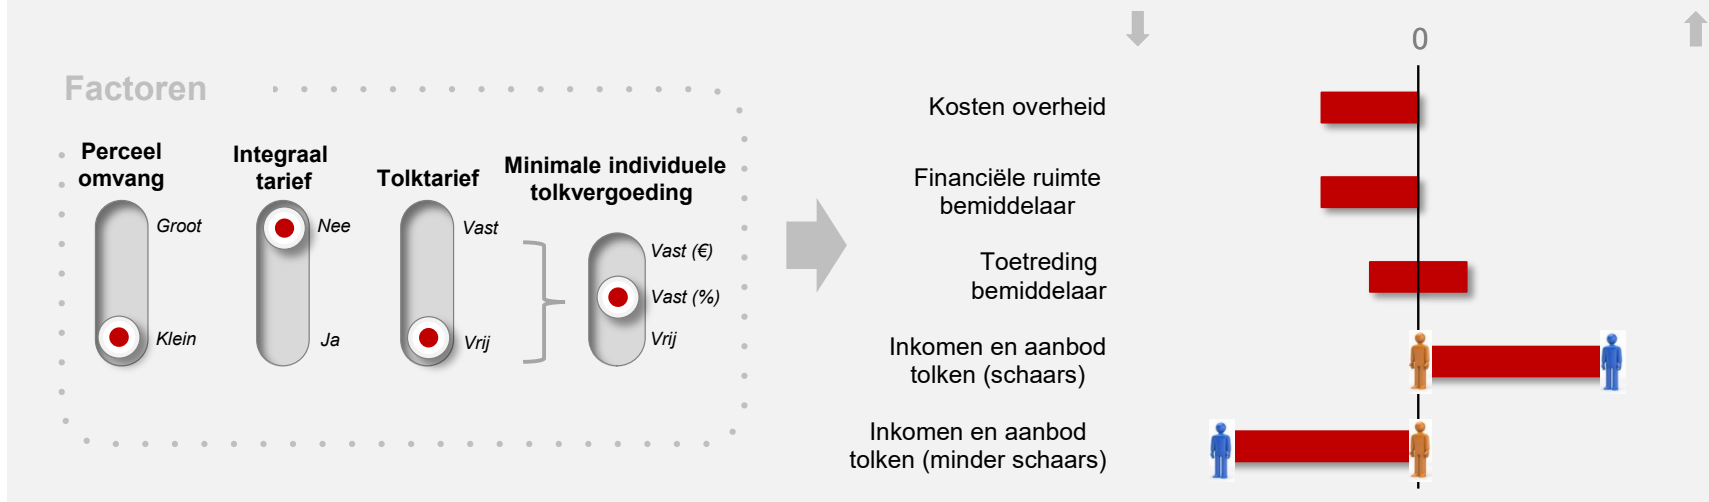 Factoren
Perceel
omvang
Groot
Klein
Integraal
tarief
Nee
Ja
Tolktarief
Vast
Vrij
Minimale individuele
tolkvergoeding
Vast (€)
Vast (%)
Vrij
0
Kosten overheid
Financiële ruimte
bemiddelaar
Toetreding
bemiddelaar
Inkomen en aanbod
tolken (schaars)
Inkomen en aanbod
tolken (minder schaars)